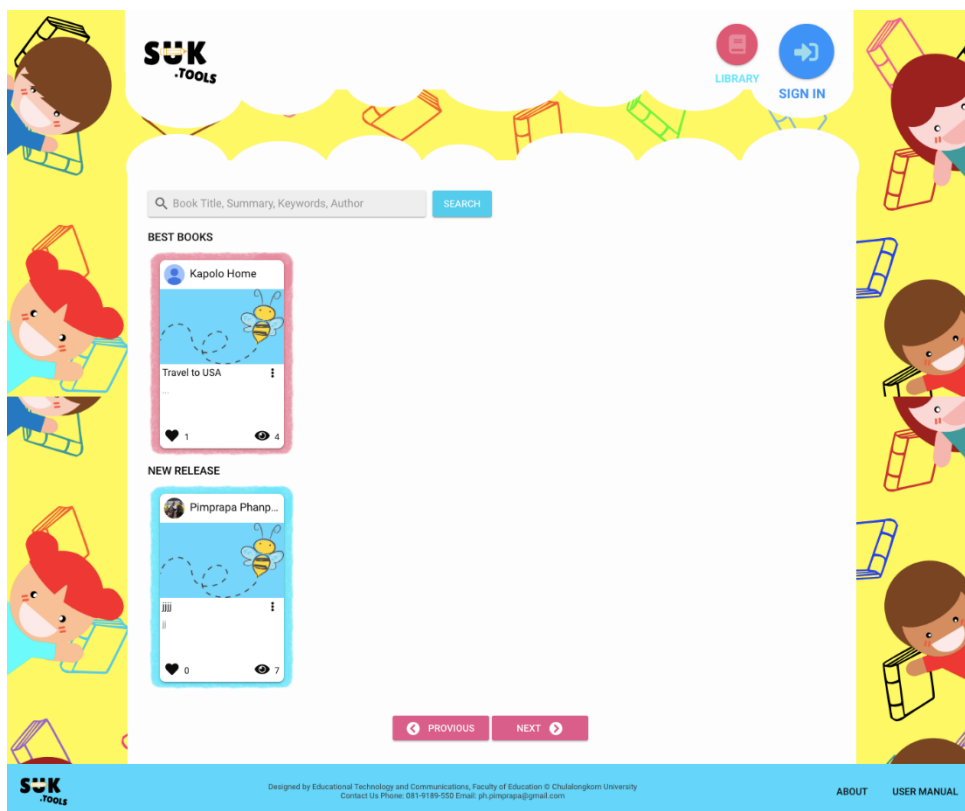 SUK
.TOOLS
LIBRARY
SIGN IN
Book Title, Summary, Keywords, Author
SEARCH
BEST BOOKS
Kapolo Home
Travel to USA
...
1
4
NEW RELEASE
Pimprapa Phanp...
jjjj
jj
0
7
PROVIOUS
NEXT
SUK
.TOOLS
Designed by Educational Technology and Communications, Faculty of Education © Chulalongkorn University
Contact Us Phone: 081-9189-550 Email: ph.pimprapa@gmail.com
ABOUT
USER MANUAL